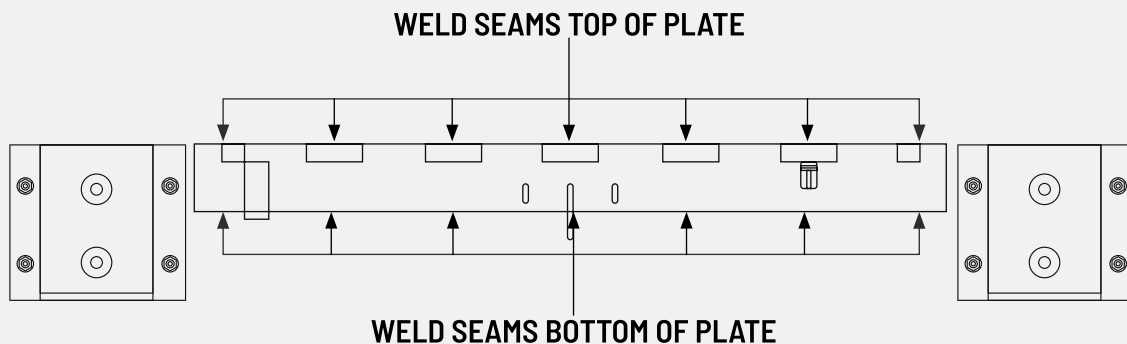 WELD SEAMS TOP OF PLATE
WELD SEAMS BOTTOM OF PLATE